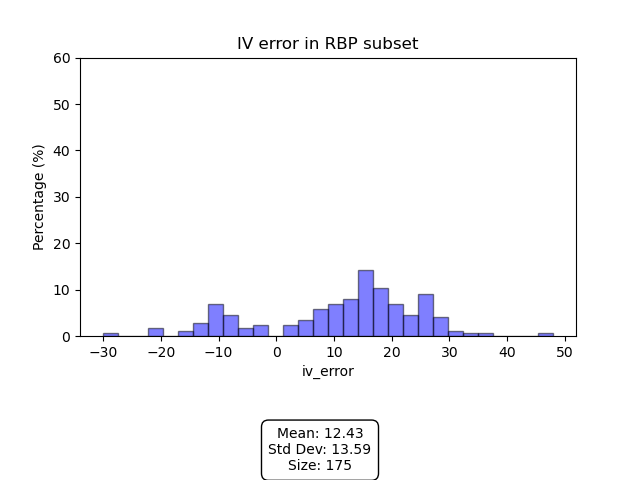 IV error in RBP subset
60
50
40
30
20
10
0
Percentage (%)
−30 −20 −10 0 10 20 30 40 50
iv_error
Mean: 12.43
Std Dev: 13.59
Size: 175